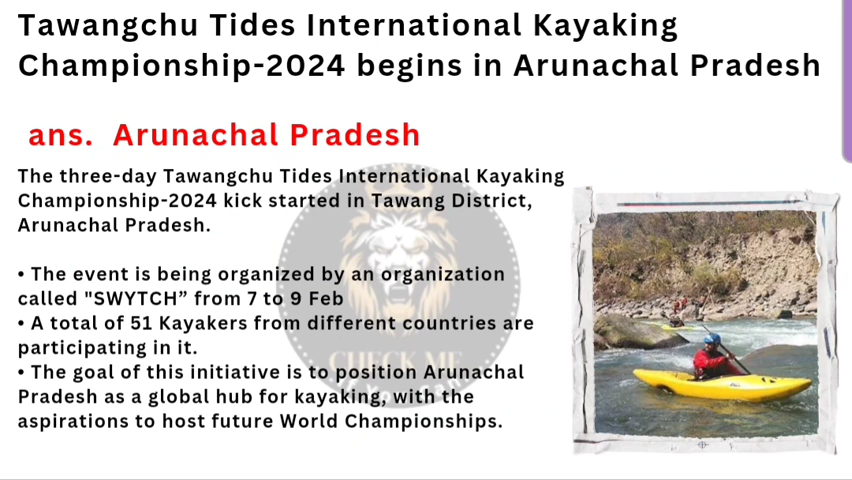 Tawangchu Tides International Kayaking
Championship-2024 begins in Arunachal Pradesh
ans. Arunachal Pradesh
The three-day Tawangchu Tides International Kayaking
Championship-2024 kick started in Tawang District,
Arunachal Pradesh.
• The event is being organized by an organization
called "SWYTCH” from 7 to 9 Feb
• A total of 51 Kayakers from different countries are
participating in it.
• The goal of this initiative is to position Arunachal
Pradesh as a global hub for kayaking, with the
aspirations to host future World Championships.
CHECK ME